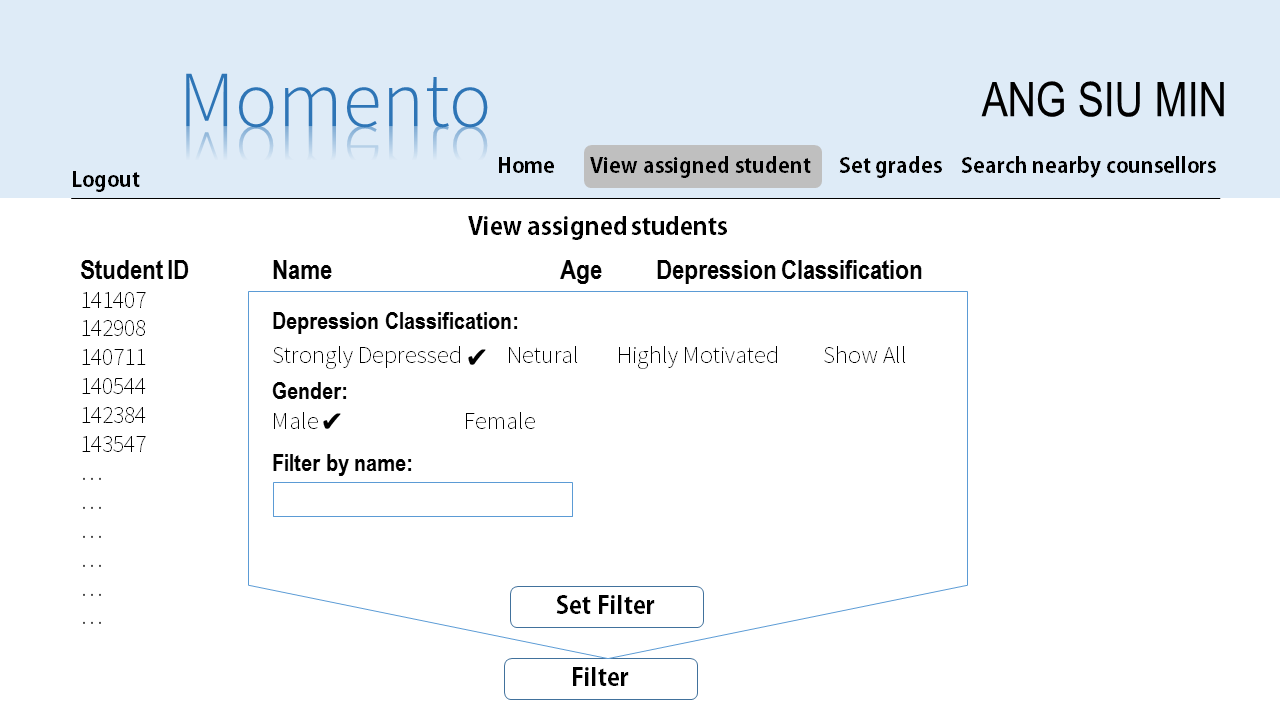 Momento
ANG SIU MIN
Logout
Home View assigned student Set grades Search nearby counsellors
View assigned students
Student ID Name Age Depression Classification
141407
142908
140711
140544
142384
143547
...
...
...
...
...
...
Depression Classification:
Strongly Depressed ✔ Netural Highly Motivated Show All
Gender:
Male ✔ Female
Filter by name:
Set Filter
Filter